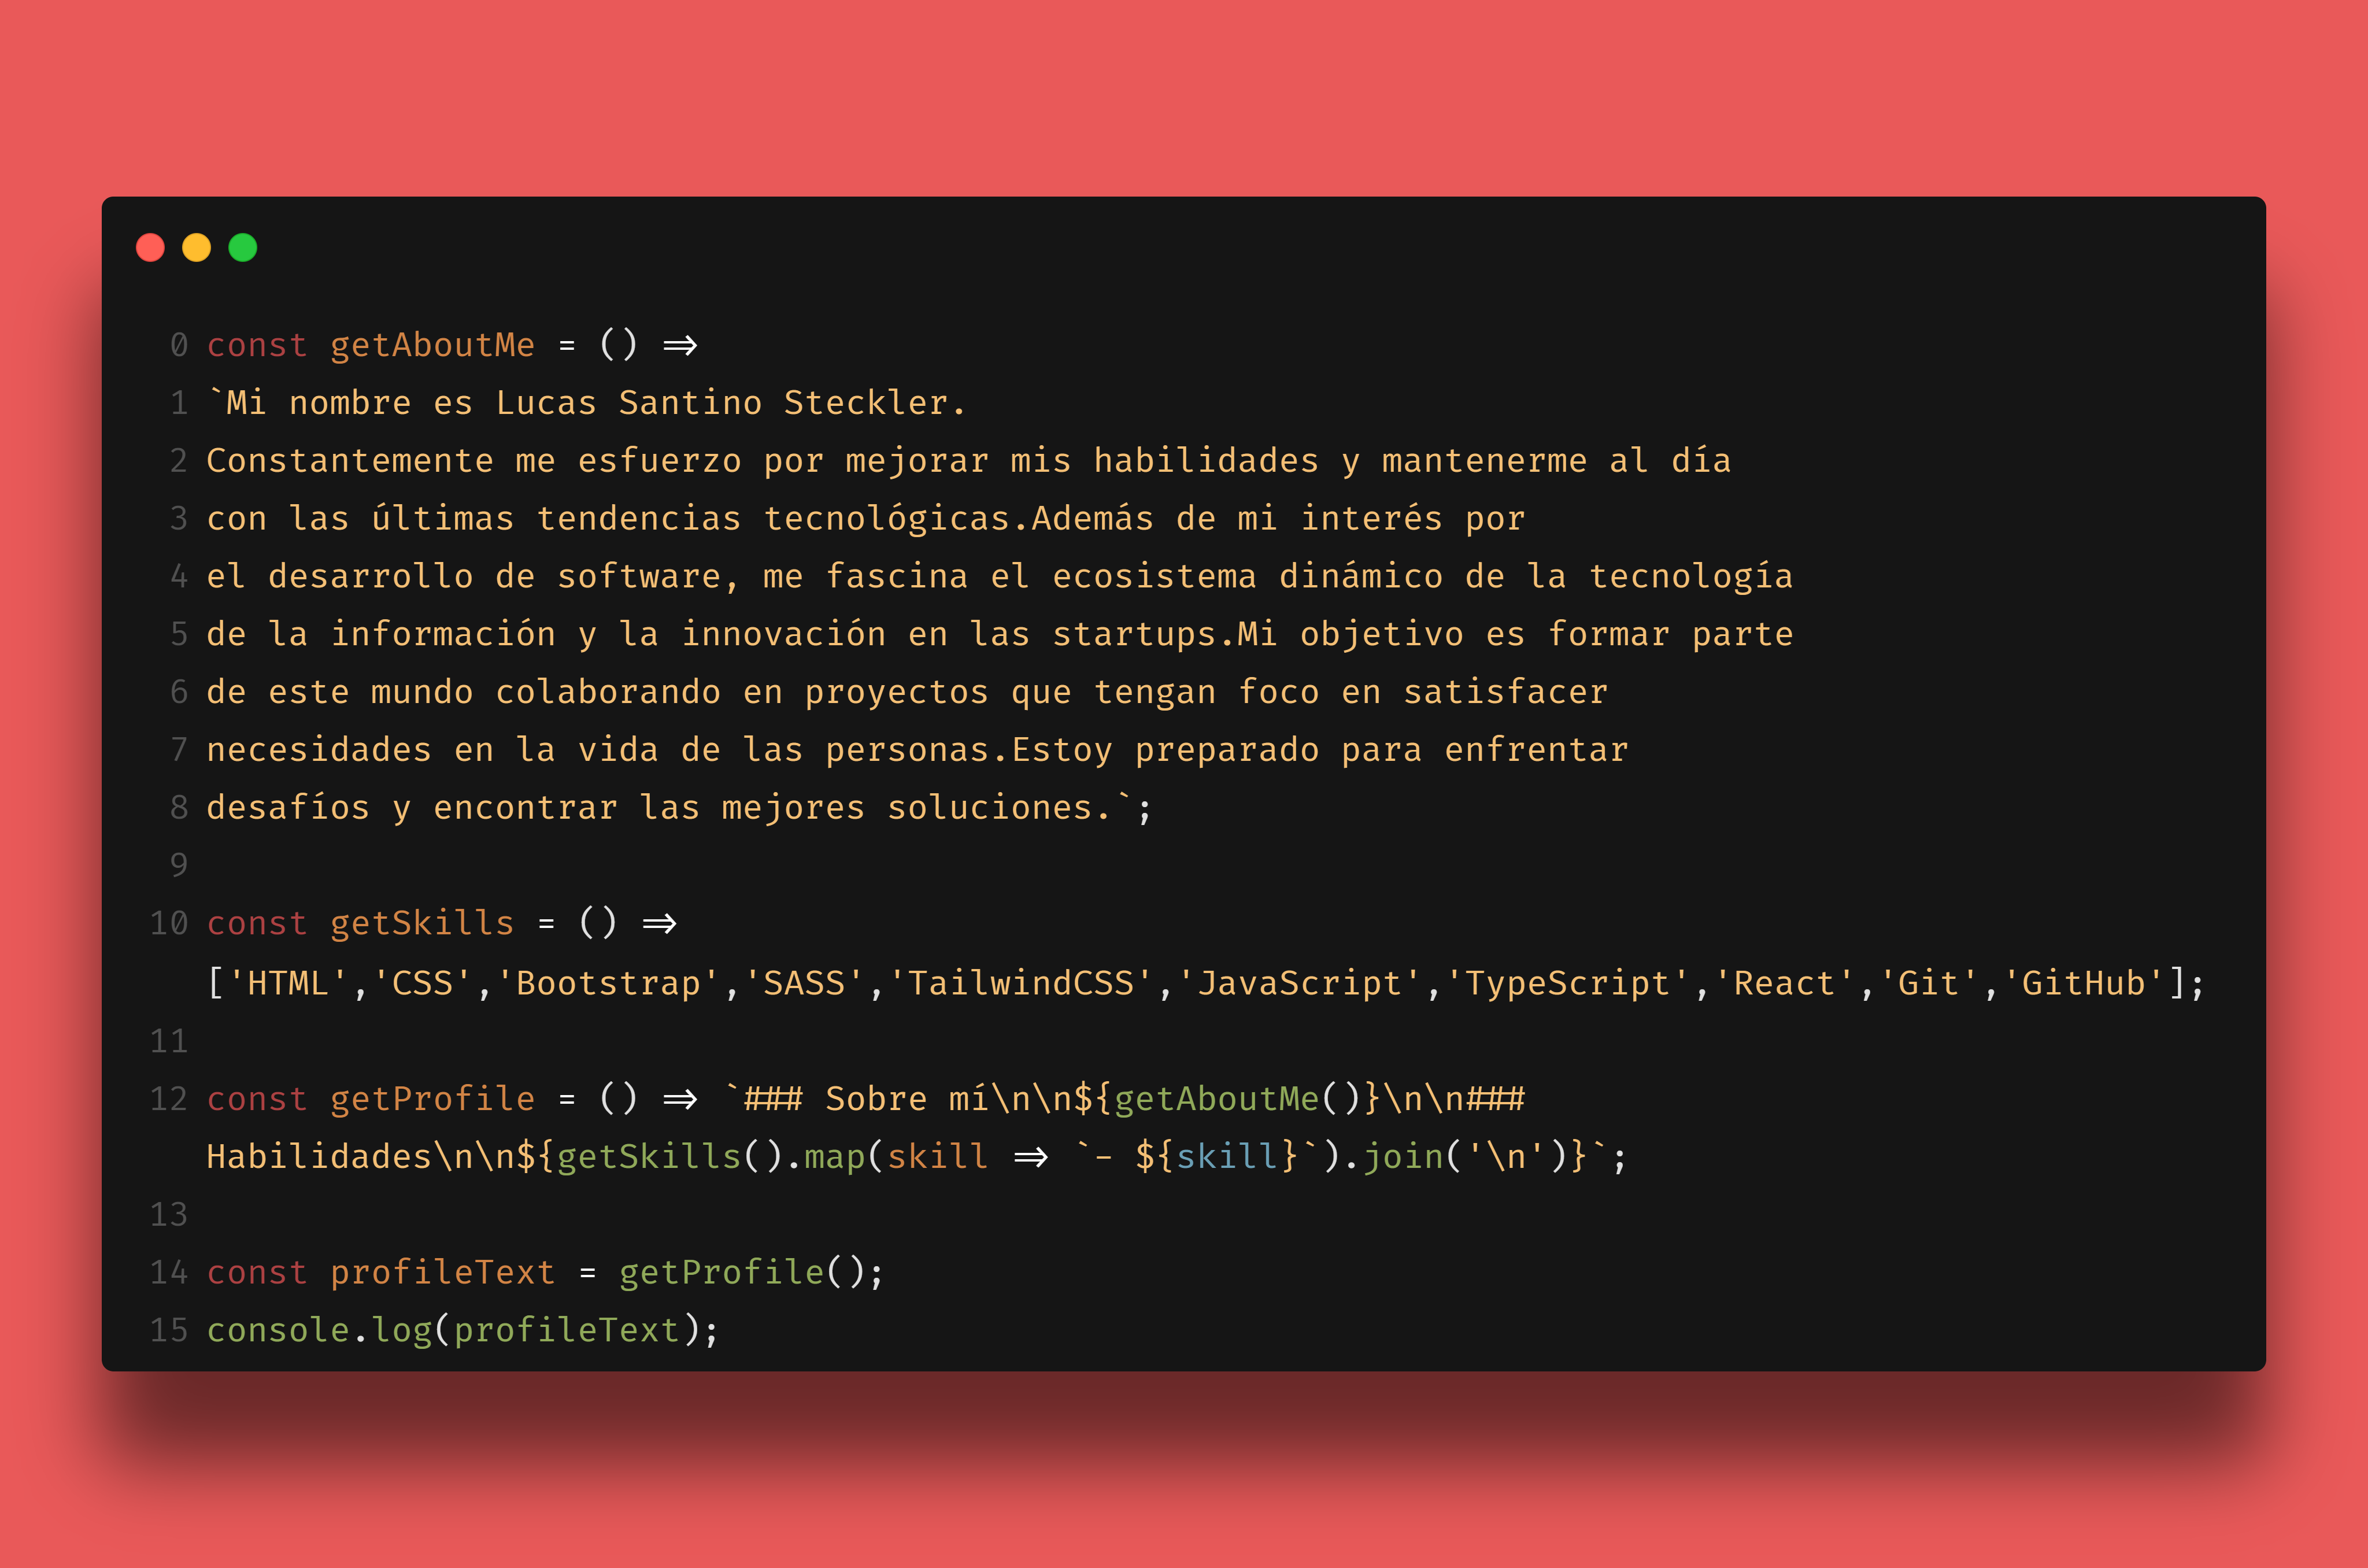 0 const getAboutMe = () =>
1 `Mi nombre es Lucas Santino Steckler.
2 Constantemente me esfuerzo por mejorar mis habilidades y mantenerme al día
3 con las últimas tendencias tecnológicas.Además de mi interés por
4 el desarrollo de software, me fascina el ecosistema dinámico de la tecnología
5 de la información y la innovación en las startups.Mi objetivo es formar parte
6 de este mundo colaborando en proyectos que tengan foco en satisfacer
7 necesidades en la vida de las personas.Estoy preparado para enfrentar
8 desafíos y encontrar las mejores soluciones.`;
9
10 const getSkills = () =>
['HTML','CSS','Bootstrap','SASS','TailwindCSS','JavaScript','TypeScript','React','Git','GitHub'];
11
12 const getProfile = () => `### Sobre mí\n\n${getAboutMe()}\n\n###
Habilidades\n\n${getSkills().map(skill => `- ${skill}`).join('\n')}`;
13
14 const profileText = getProfile();
15 console.log(profileText);